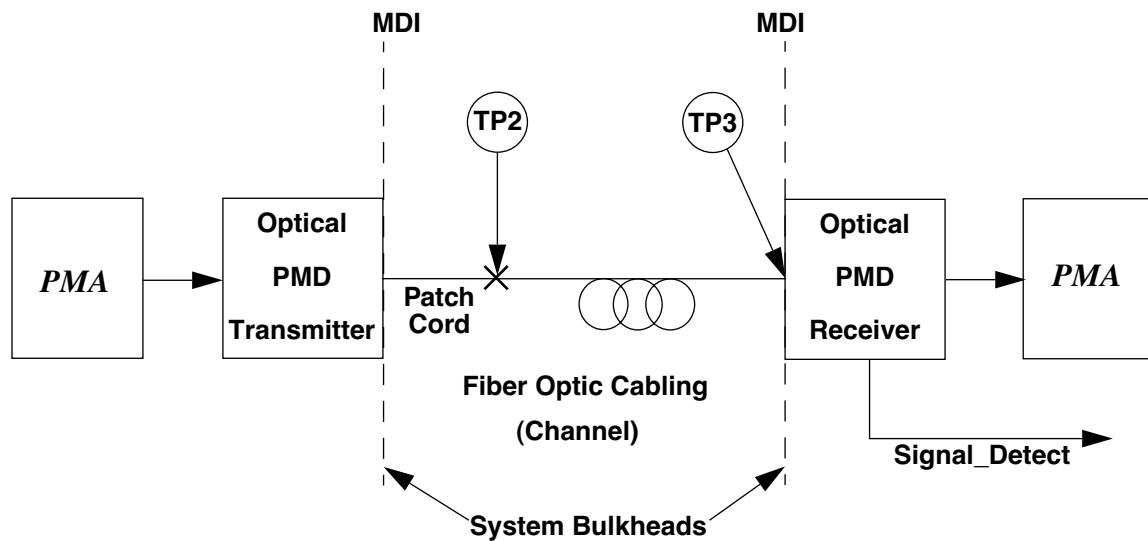 MDI
MDI
TP2
TP3
PMA
Optical
PMD
Transmitter
Patch
Cord
Optical
PMD
Receiver
PMA
Fiber Optic Cabling
(Channel)
Signal_Detect
System Bulkheads